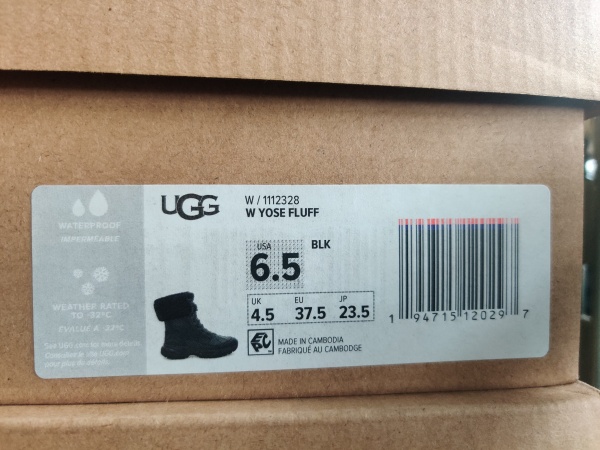 WATERPROOF
IMPERMÉABLE
WEATHER RATED
TO -32°C
ÉVALUÉ À -32°C
UGG
W / 1112328
W YOSE FLUFF
USA
6.5
BLK
UK EU JP
4.5 37.5 23.5
MADE IN CAMBODIA
FABRIQUÉ AU CAMBODGE
1 94715 12029 7